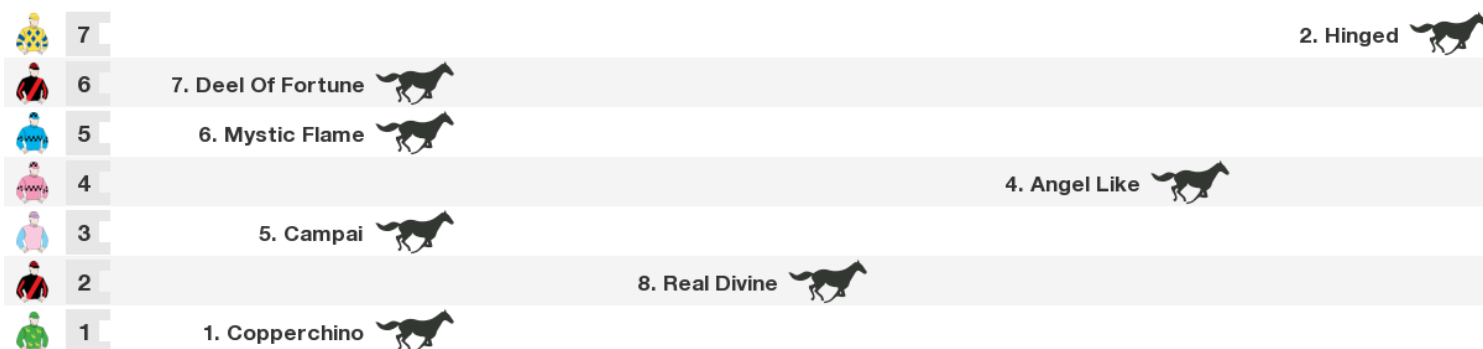 7 2. Hinged
6 7. Deel Of Fortune
5 6. Mystic Flame
4 4. Angel Like
3 5. Campai
2 8. Real Divine
1 1. Copperchino